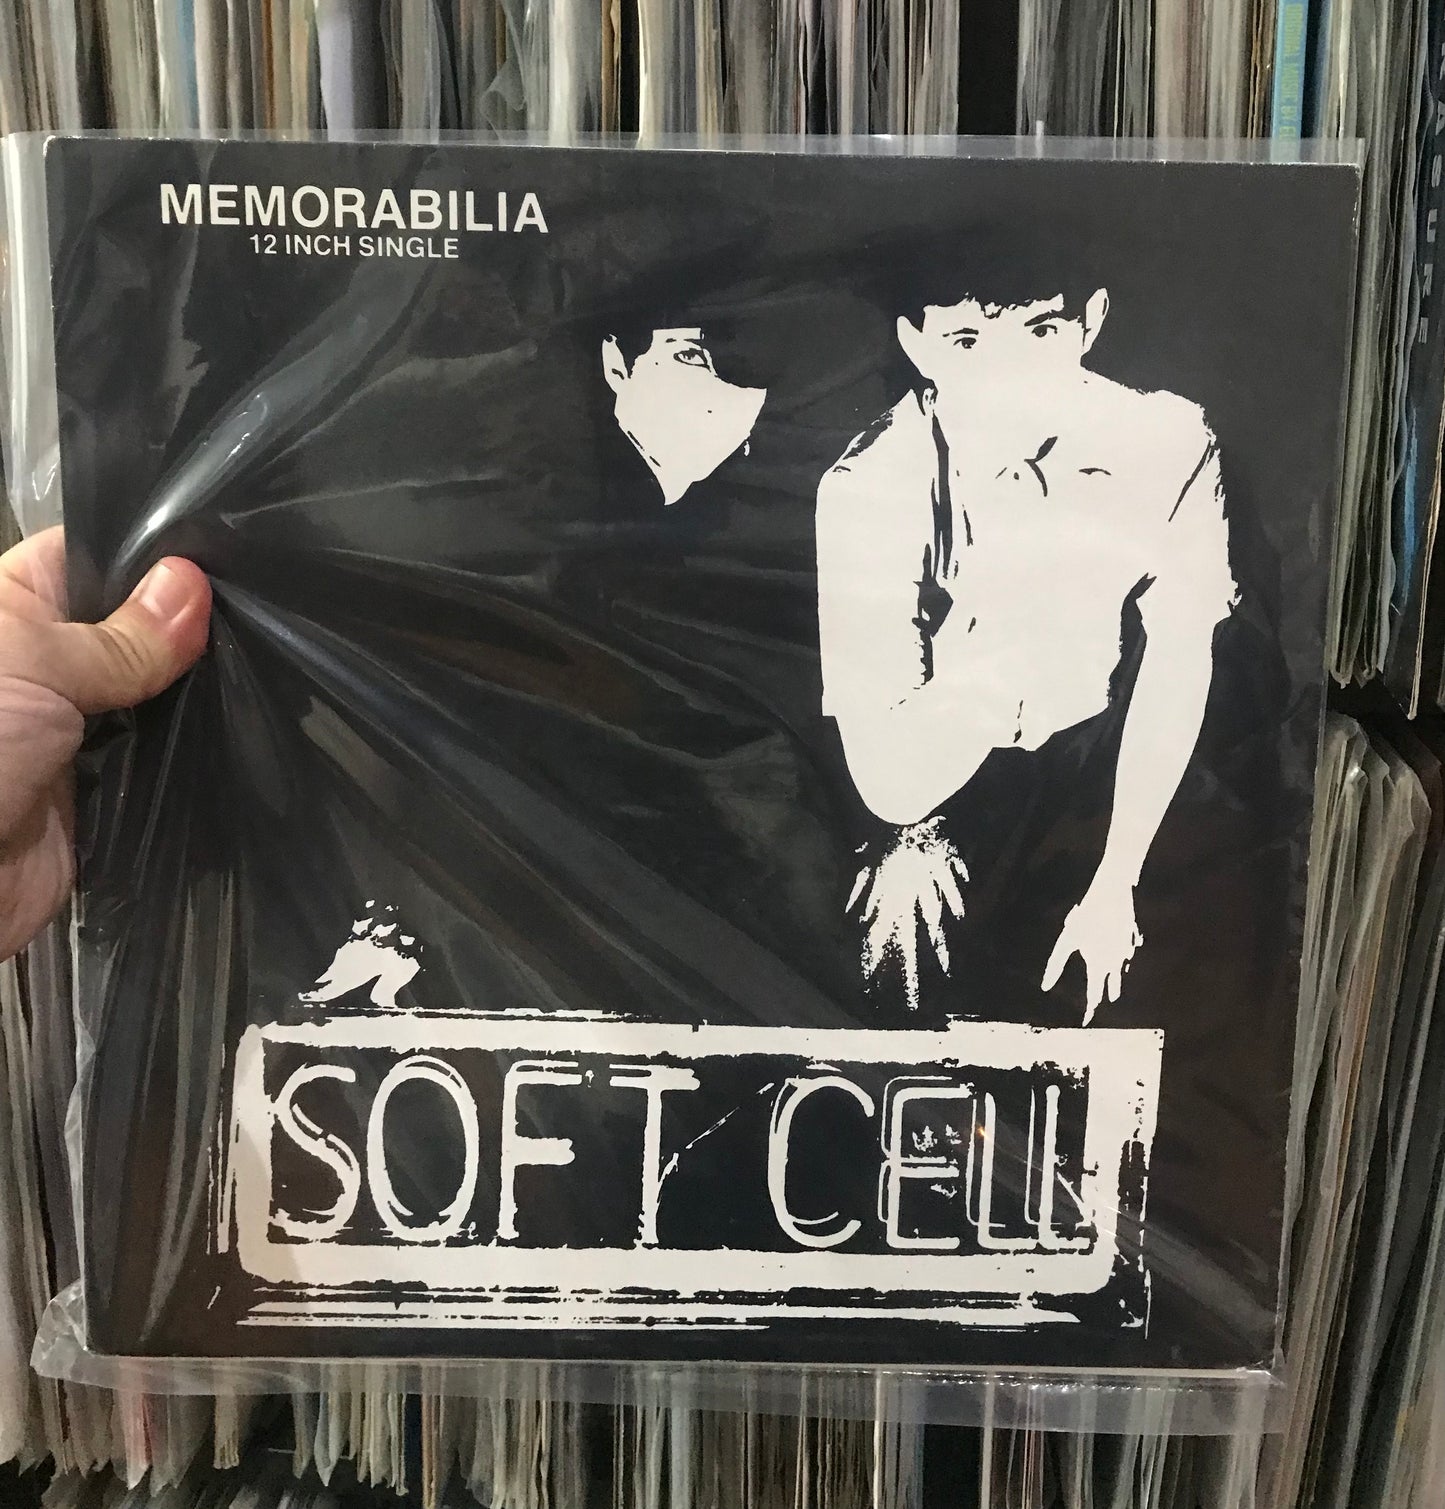 MEMORABILIA
12 INCH SINGLE
SOFT CELL